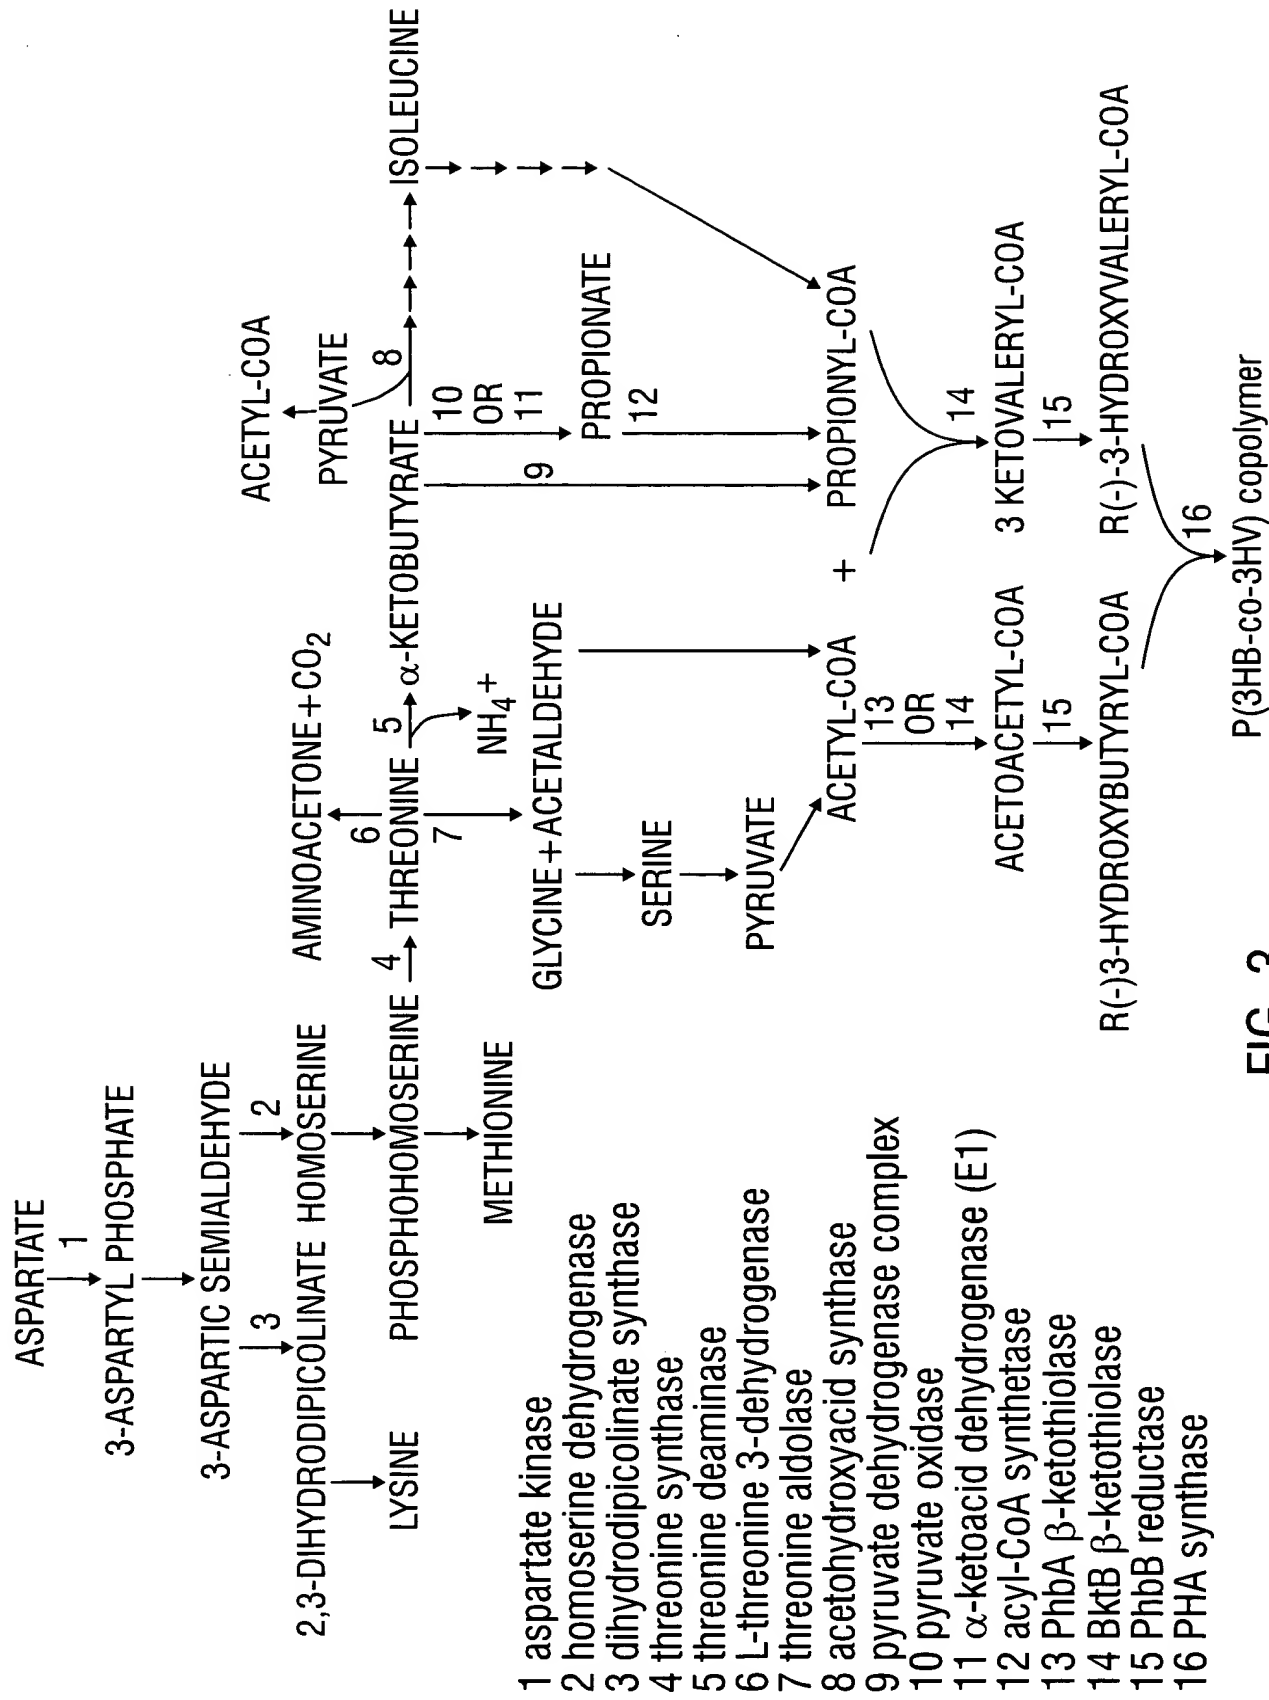 ASPARTATE
1
3-ASPARTYL PHOSPHATE
3-ASPARTIC SEMIALDEHYDE
3
2
2,3-DIHYDRODIPICOLINATE HOMOSERINE
LYSINE
PHOSPHOHOMOSERINE
METHIONINE
4
THREONINE
6
7
AMINOACETONE+CO2
5
NH4+
α-KETOBUTYRATE
ACETYL-COA
PYRUVATE
8
ISOLEUCINE
9
10
OR
11
PROPIONATE
12
GLYCINE+ACETALDEHYDE
SERINE
PYRUVATE
ACETYL-COA + PROPIONYL-COA
13
OR
14
14
ACETOACETYL-COA
3 KETOVALERYL-COA
15
15
R(-)3-HYDROXYBUTYRYL-COA
R(-)-3-HYDROXYVALERYL-COA
16
P(3HB-co-3HV) copolymer
1 aspartate kinase
2 homoserine dehydrogenase
3 dihydrodipicolinate synthase
4 threonine synthase
5 threonine deaminase
6 L-threonine 3-dehydrogenase
7 threonine aldolase
8 acetohydroxyacid synthase
9 pyruvate dehydrogenase complex
10 pyruvate oxidase
11 α-ketoacid dehydrogenase (E1)
12 acyl-CoA synthetase
13 PhbA β-ketothiolase
14 BktB β-ketothiolase
15 PhbB reductase
16 PHA synthase
FIG.